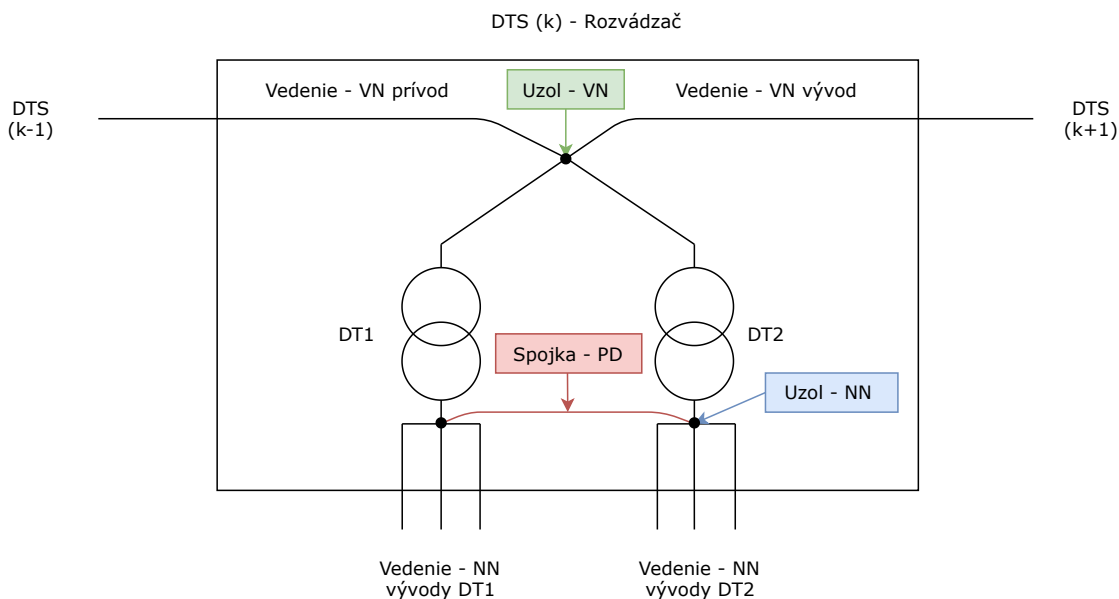 DTS (k) - Rozvádzač
Vedenie - VN prívod
Uzol - VN
Vedenie - VN vývod
DTS
(k-1)
DTS
(k+1)
DT1
DT2
Spojka - PD
Uzol - NN
Vedenie - NN
vývody DT1
Vedenie - NN
vývody DT2